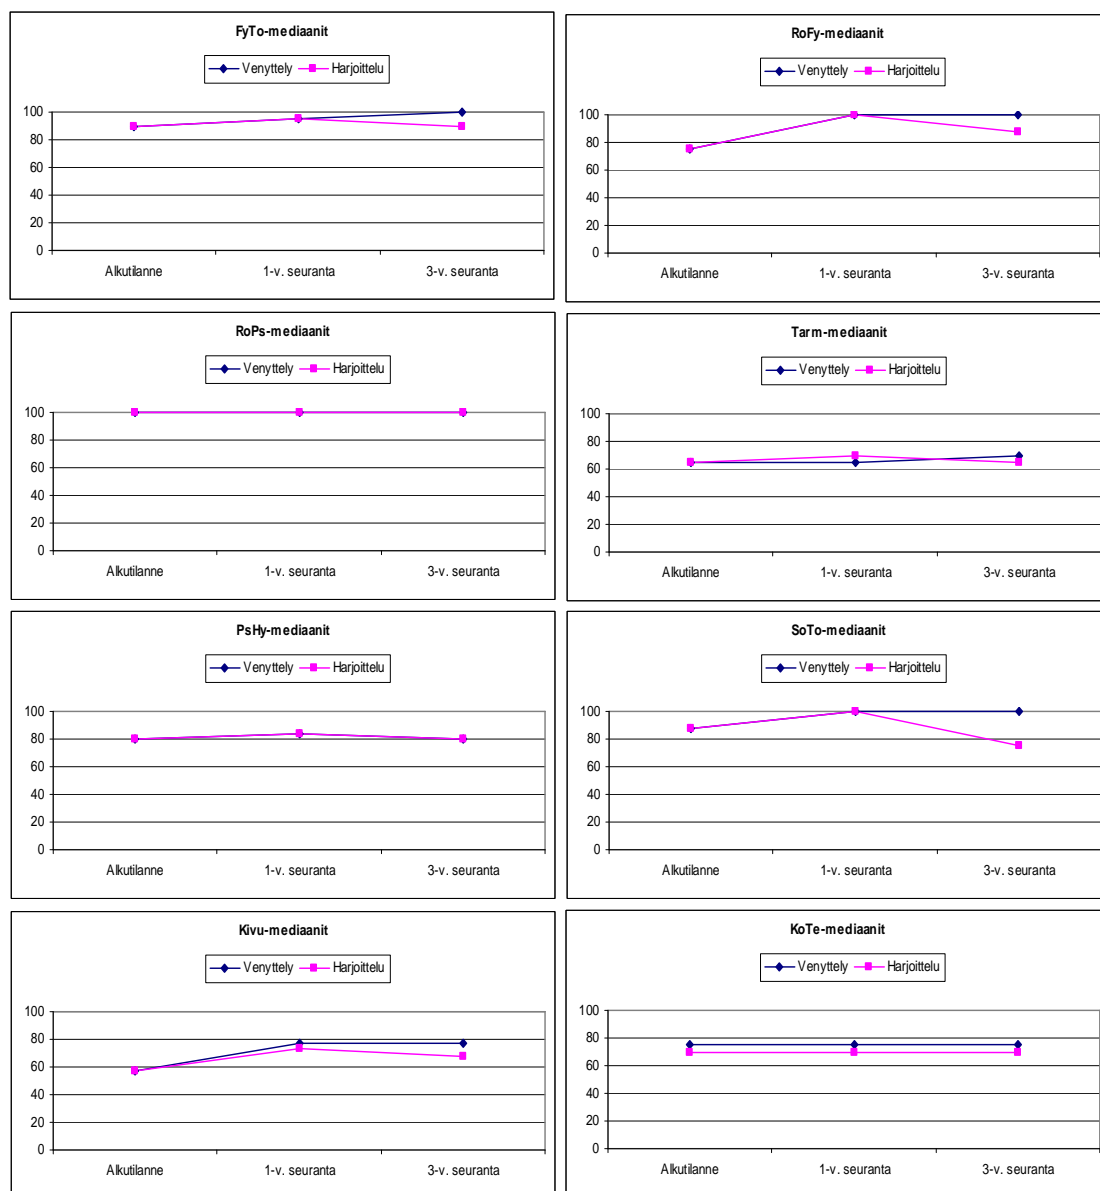 FyTo-mediaanit
Venyttely Harjoittelu
100
80
60
40
20
0
Alkutilanne 1-v. seuranta 3-v. seuranta
RoFy-mediaanit
Venyttely Harjoittelu
100
80
60
40
20
0
Alkutilanne 1-v. seuranta 3-v. seuranta
RoPs-mediaanit
Venyttely Harjoittelu
100
80
60
40
20
0
Alkutilanne 1-v. seuranta 3-v. seuranta
Tarm-mediaanit
Venyttely Harjoittelu
100
80
60
40
20
0
Alkutilanne 1-v. seuranta 3-v. seuranta
PsHy-mediaanit
Venyttely Harjoittelu
100
80
60
40
20
0
Alkutilanne 1-v. seuranta 3-v. seuranta
SoTo-mediaanit
Venyttely Harjoittelu
100
80
60
40
20
0
Alkutilanne 1-v. seuranta 3-v. seuranta
Kivu-mediaanit
Venyttely Harjoittelu
100
80
60
40
20
0
Alkutilanne 1-v. seuranta 3-v. seuranta
KoTe-mediaanit
Venyttely Harjoittelu
100
80
60
40
20
0
Alkutilanne 1-v. seuranta 3-v. seuranta